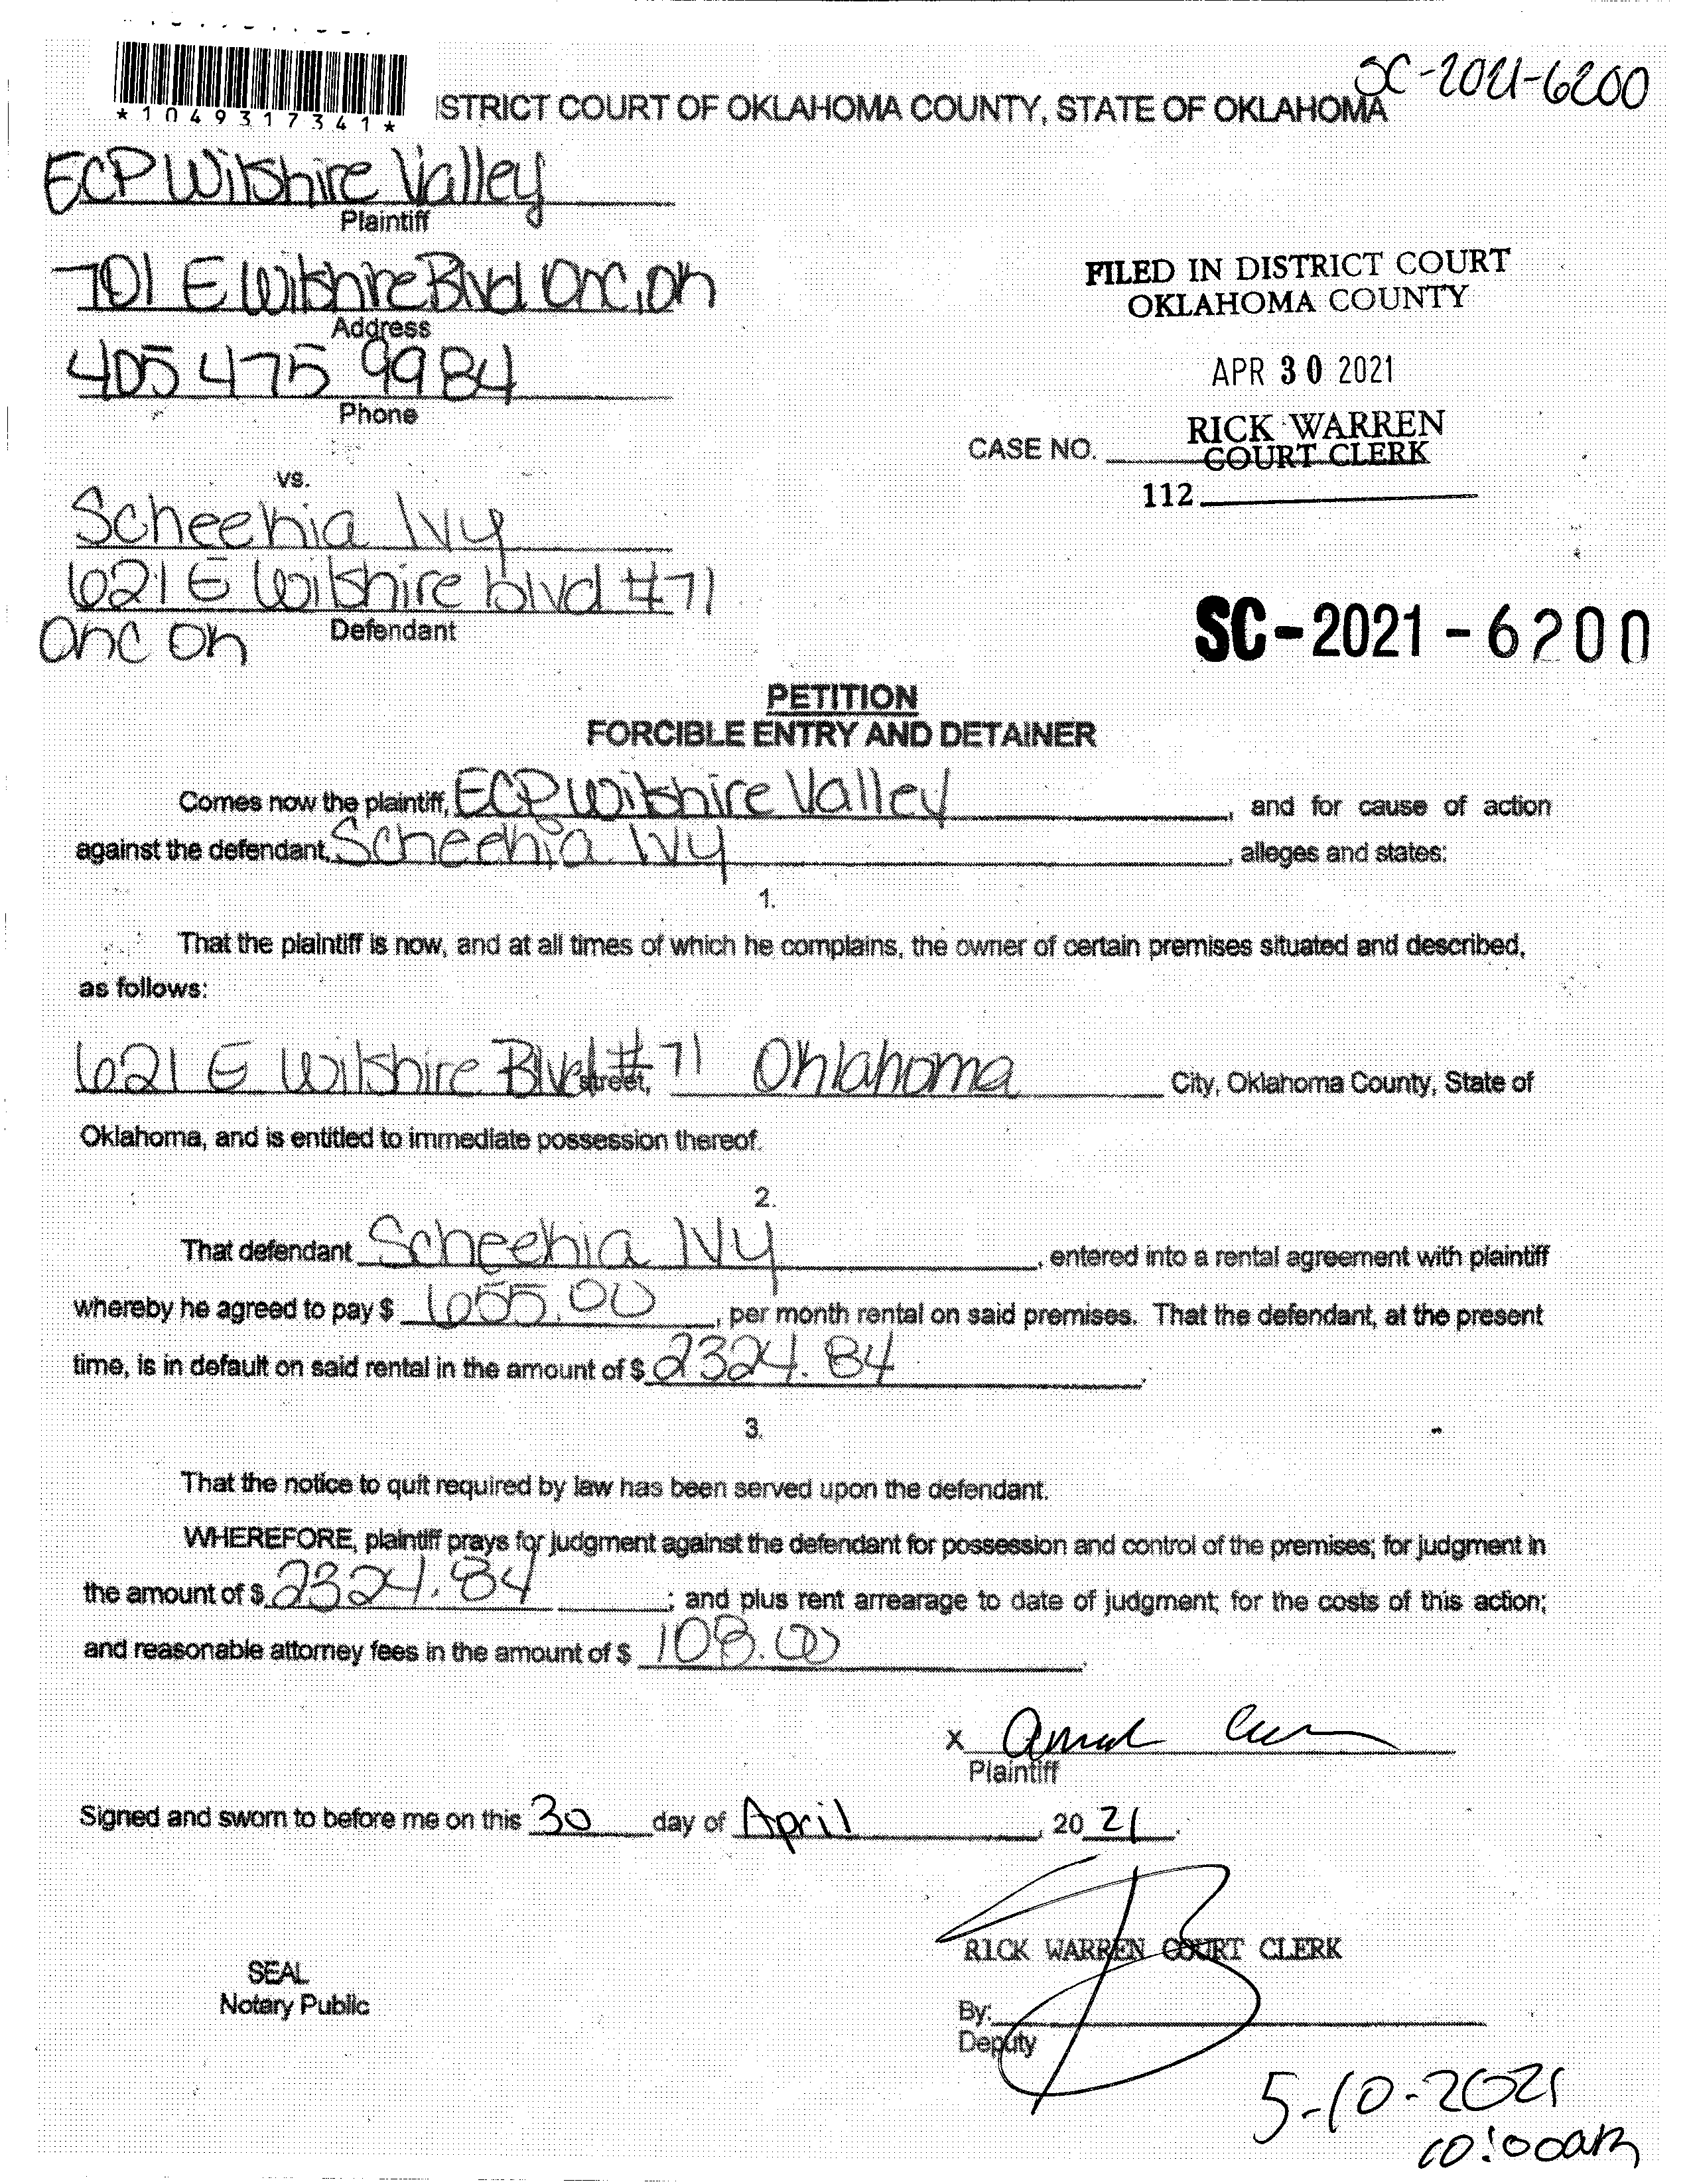 SC-2021-6200
*1049317341*
ISTRICT COURT OF OKLAHOMA COUNTY, STATE OF OKLAHOMA
ECP Wilshire Valley
Plaintiff
701 E Wilshire Blvd OKC, OK
Address
405 475 9984
Phone
FILED IN DISTRICT COURT
OKLAHOMA COUNTY
APR 30 2021
RICK WARREN
COURT CLERK
CASE NO.
112
vs.
Scheekia Ivy
621 E Wilshire blvd #71
OKC OK
Defendant
SC-2021-6200
PETITION
FORCIBLE ENTRY AND DETAINER
Comes now the plaintiff, ECP Wilshire Valley, and for cause of action
against the defendant, Scheekia Ivy, alleges and states:
1.
That the plaintiff is now, and at all times of which he complains, the owner of certain premises situated and described,
as follows:
621 E Wilshire Blvd #71 street, Oklahoma City, Oklahoma County, State of
Oklahoma, and is entitled to immediate possession thereof.
2.
That defendant Scheekia Ivy, entered into a rental agreement with plaintiff
whereby he agreed to pay $ 655.00, per month rental on said premises. That the defendant, at the present
time, is in default on said rental in the amount of $ 2324.84.
3.
That the notice to quit required by law has been served upon the defendant.
WHEREFORE, plaintiff prays for judgment against the defendant for possession and control of the premises; for judgment in
the amount of $ 2324.84; and plus rent arrearage to date of judgment; for the costs of this action;
and reasonable attorney fees in the amount of $ 108.00.
X
Plaintiff
Signed and sworn to before me on this 30 day of April, 20 21.
RICK WARREN COURT CLERK
SEAL
Notary Public
By:
Deputy
5-10-2021
10:00am